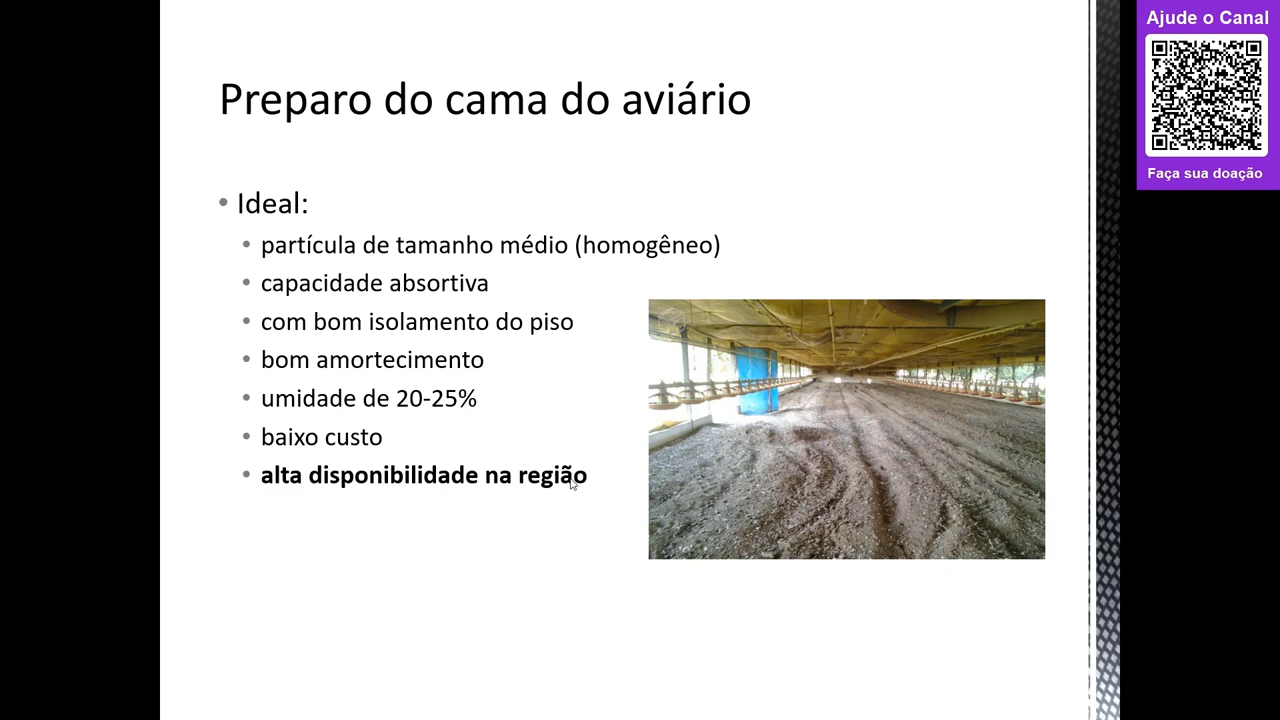 Preparo do cama do aviário
• Ideal:
• partícula de tamanho médio (homogêneo)
• capacidade absortiva
• com bom isolamento do piso
• bom amortecimento
• umidade de 20-25%
• baixo custo
• alta disponibilidade na região
Ajude o Canal
Faça sua doação